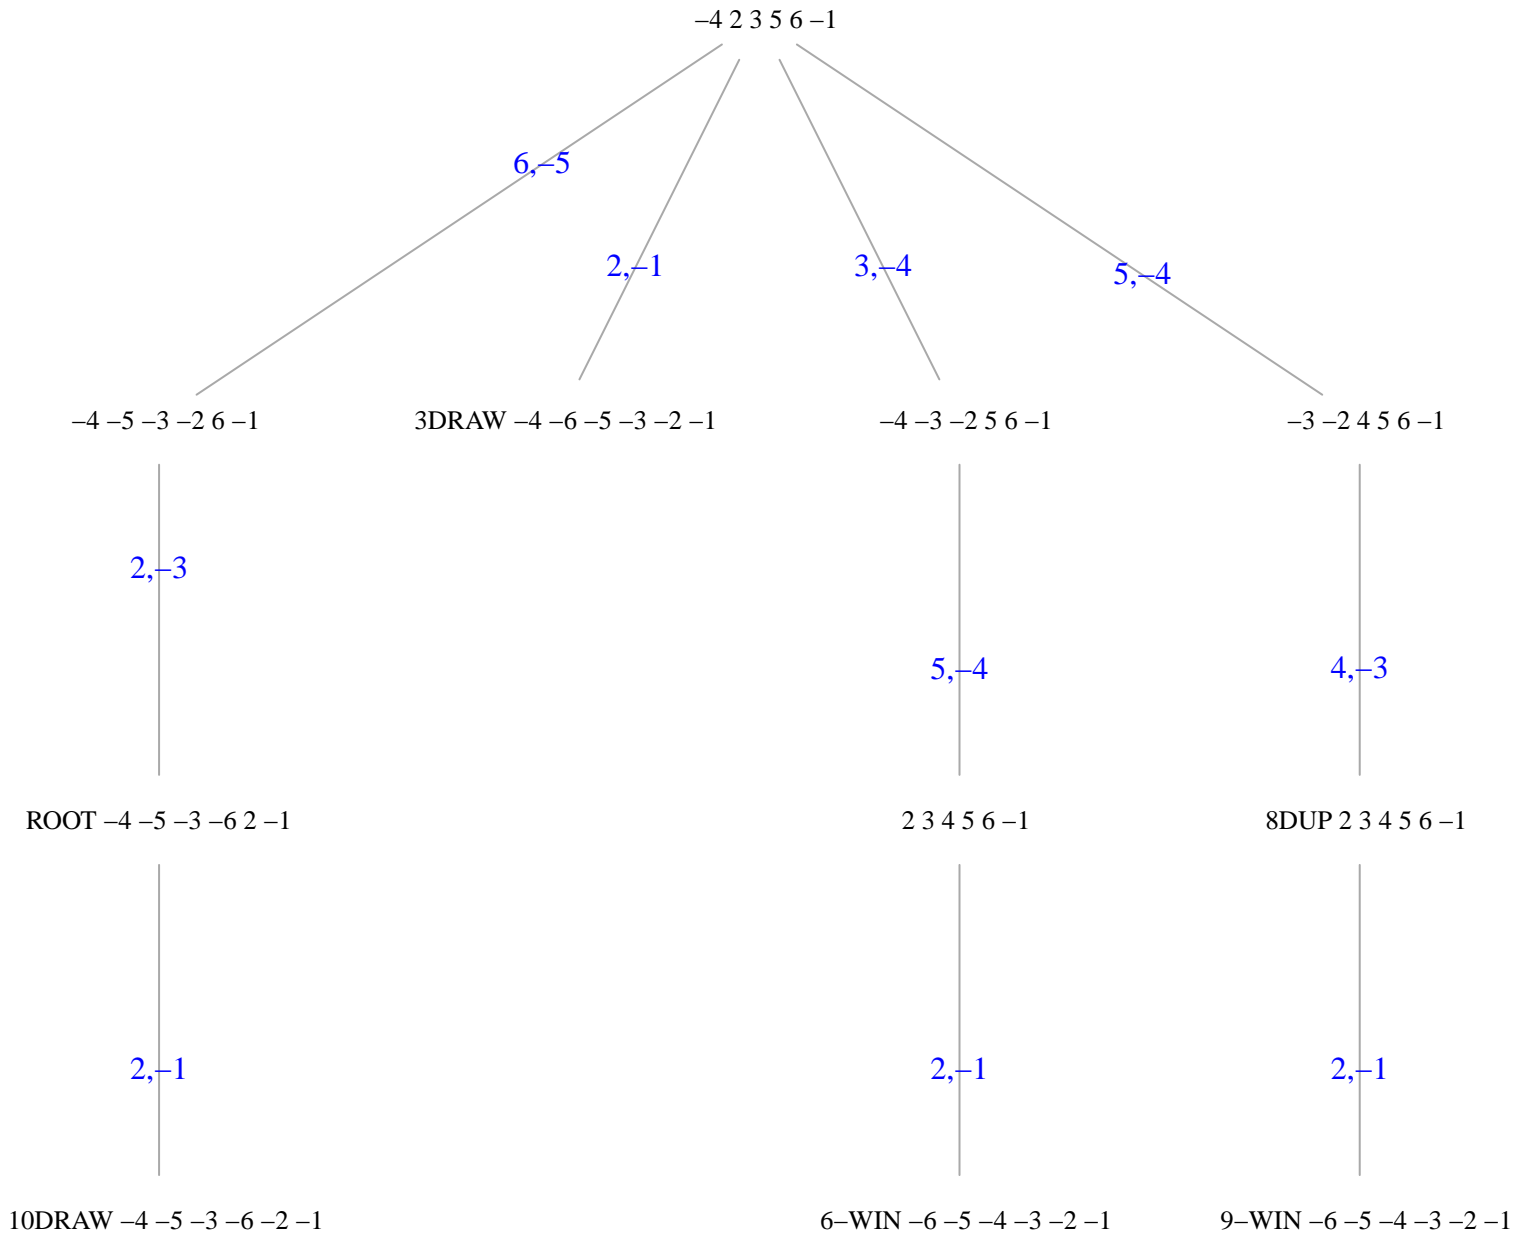 –4 2 3 5 6 –1
6,–5
2,–1
3,–4
5,–4
–4 –5 –3 –2 6 –1
3DRAW –4 –6 –5 –3 –2 –1
–4 –3 –2 5 6 –1
–3 –2 4 5 6 –1
2,–3
5,–4
4,–3
ROOT –4 –5 –3 –6 2 –1
2 3 4 5 6 –1
8DUP 2 3 4 5 6 –1
2,–1
2,–1
2,–1
10DRAW –4 –5 –3 –6 –2 –1
6–WIN –6 –5 –4 –3 –2 –1
9–WIN –6 –5 –4 –3 –2 –1